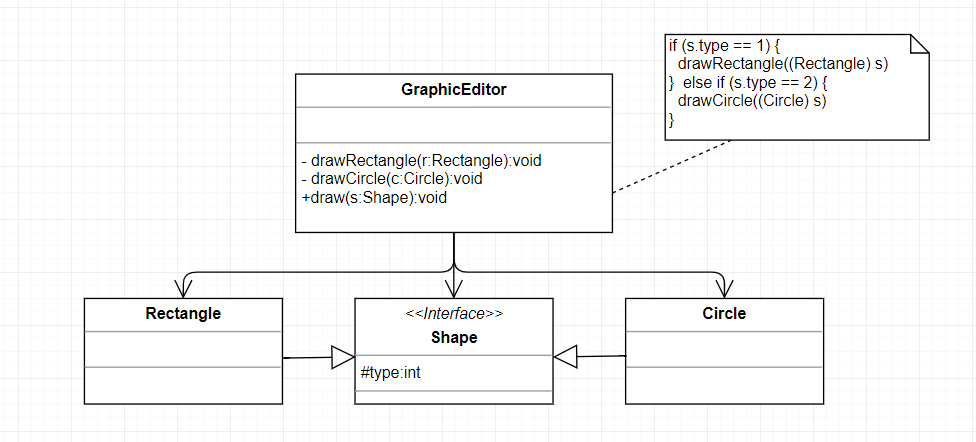 if (s.type == 1) {
drawRectangle((Rectangle) s)
} else if (s.type == 2) {
drawCircle((Circle) s)
}
GraphicEditor
- drawRectangle(r:Rectangle):void
- drawCircle(c:Circle):void
+draw(s:Shape):void
Rectangle
<<Interface>>
Shape
#type:int
Circle